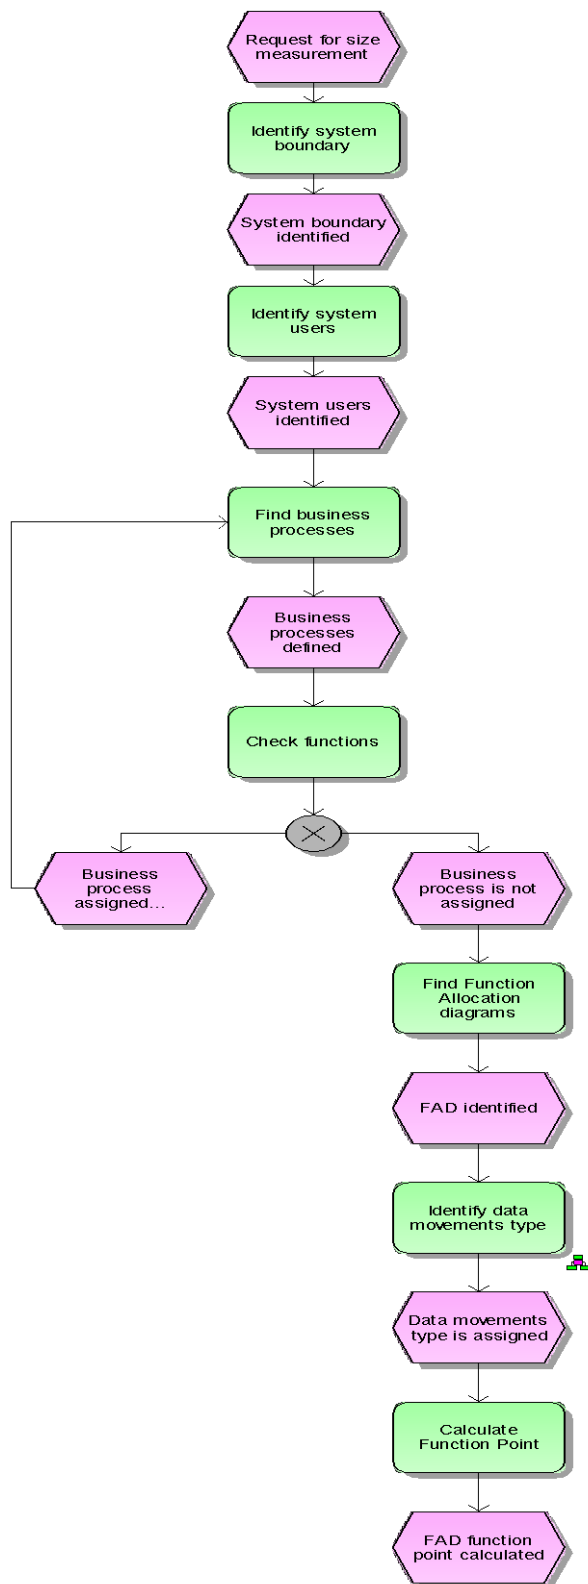 Request for size
measurement
Identify system
boundary
System boundary
identified
Identify system
users
System users
identified
Find business
processes
Business
processes
defined
Check functions
Business
process
assigned...
Business
process is not
assigned
Find Function
Allocation
diagrams
FAD identified
Identify data
movements type
Data movements
type is assigned
Calculate
Function Point
FAD function
point calculated